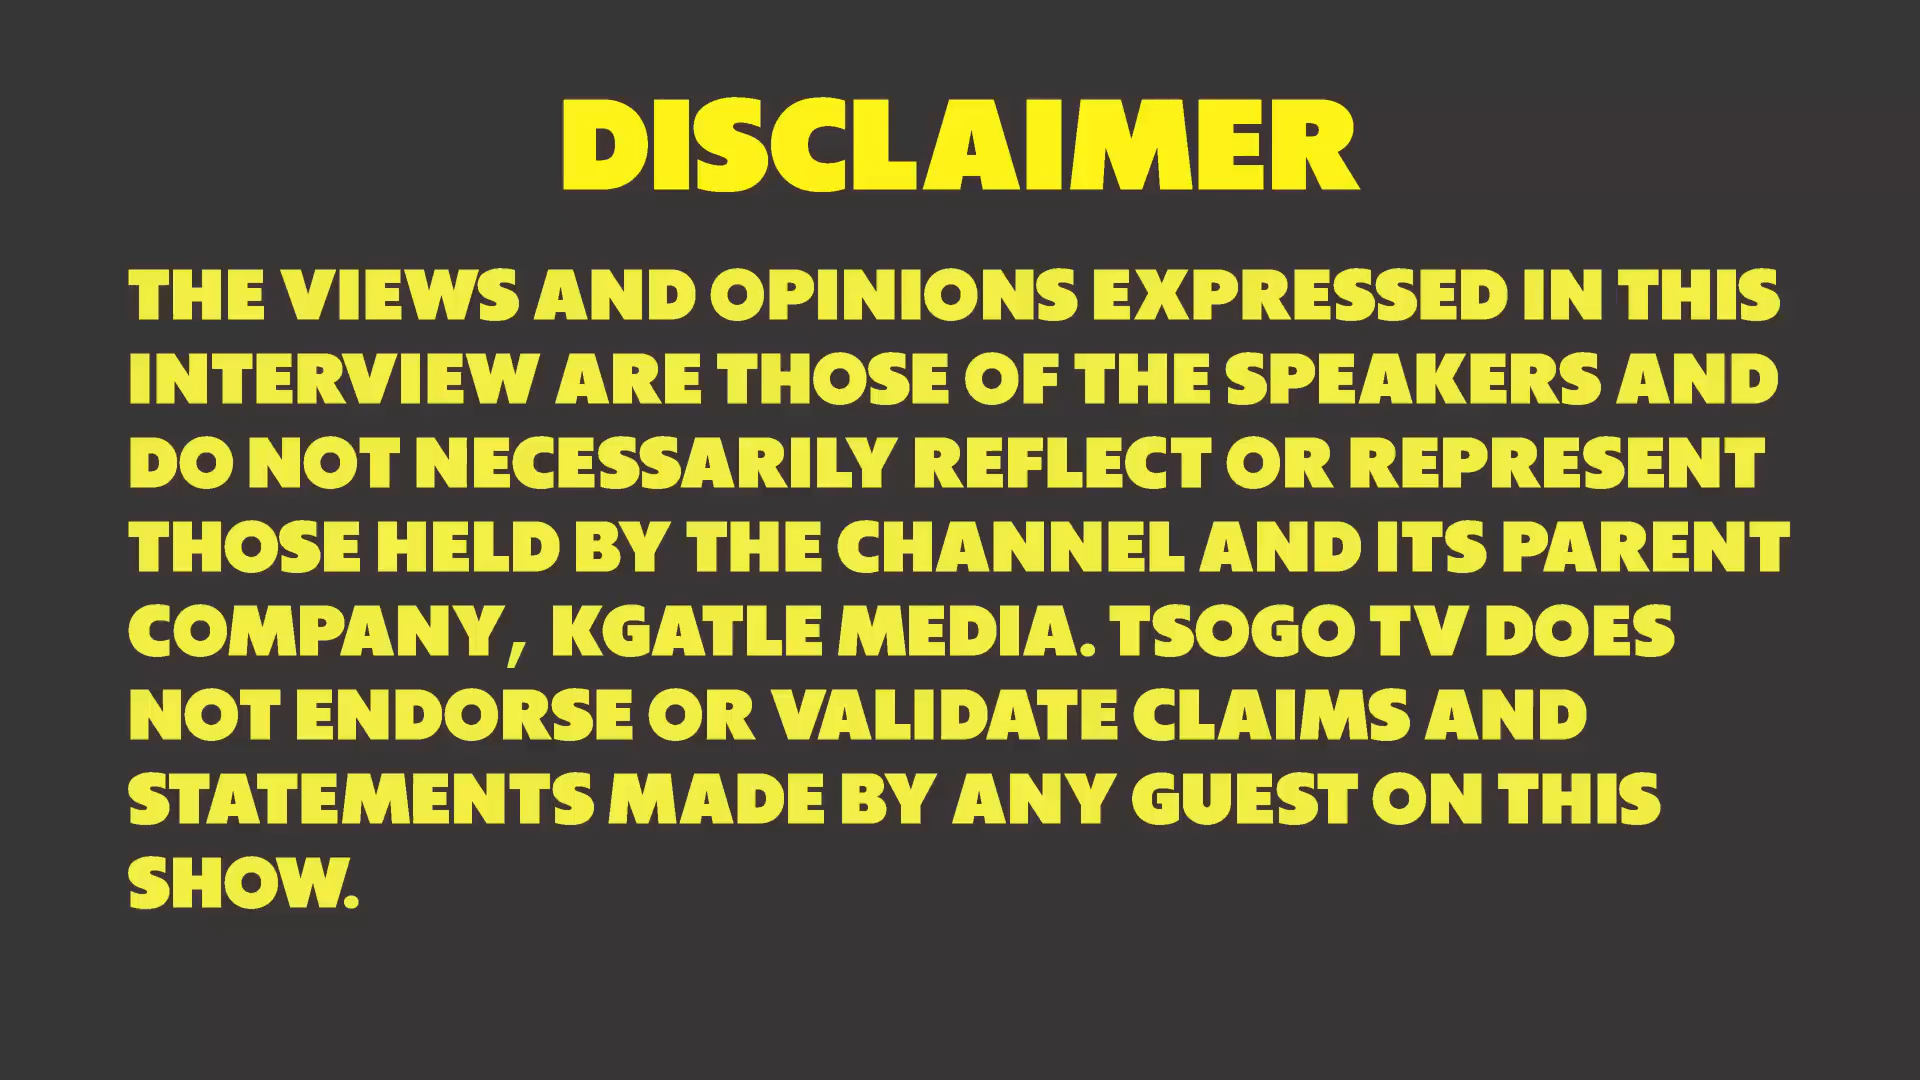 DISCLAIMER
THE VIEWS AND OPINIONS EXPRESSED IN THIS
INTERVIEW ARE THOSE OF THE SPEAKERS AND
DO NOT NECESSARILY REFLECT OR REPRESENT
THOSE HELD BY THE CHANNEL AND ITS PARENT
COMPANY, KGATLE MEDIA. TSOGO TV DOES
NOT ENDORSE OR VALIDATE CLAIMS AND
STATEMENTS MADE BY ANY GUEST ON THIS
SHOW.